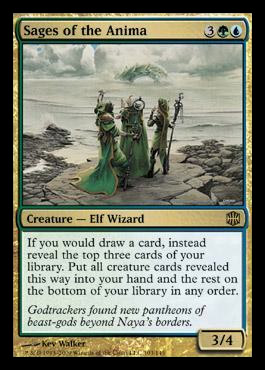 Sages of the Anima 3
Creature — Elf Wizard
If you would draw a card, instead
reveal the top three cards of your
library. Put all creature cards revealed
this way into your hand and the rest on
the bottom of your library in any order.
Godtrackers found new pantheons of
beast-gods beyond Naya's borders.
Kev Walker
3/4